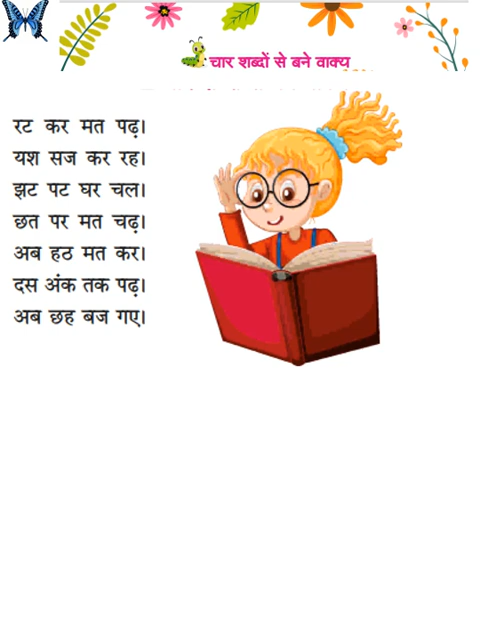 चार शब्दों से बने वाक्य
रट कर मत पढ़।
यश सज कर रह।
झट पट घर चल।
छत पर मत चढ़।
अब हठ मत कर।
दस अंक तक पढ़।
अब छह बज गए।